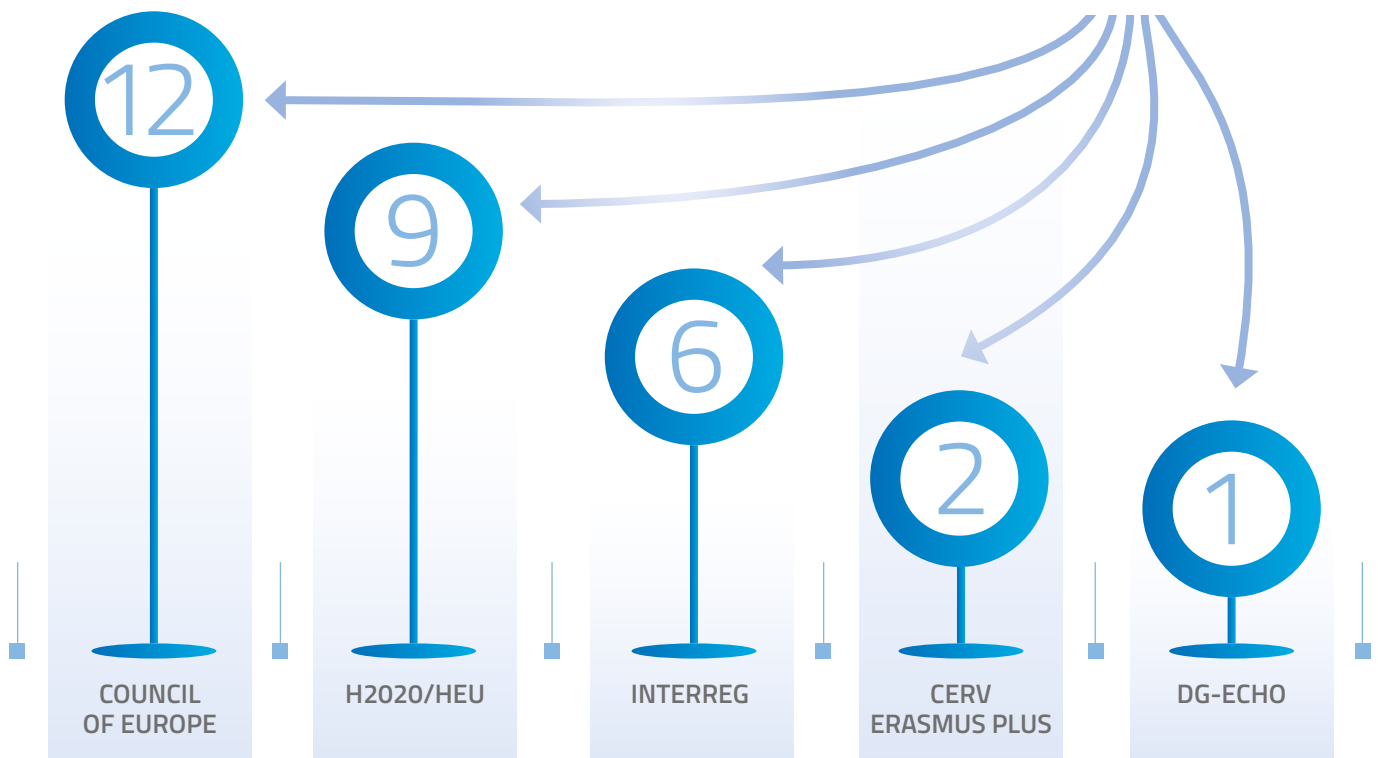 12
9
6
2
1
COUNCIL
OF EUROPE
H2020/HEU
INTERREG
CERV
ERASMUS PLUS
DG-ECHO